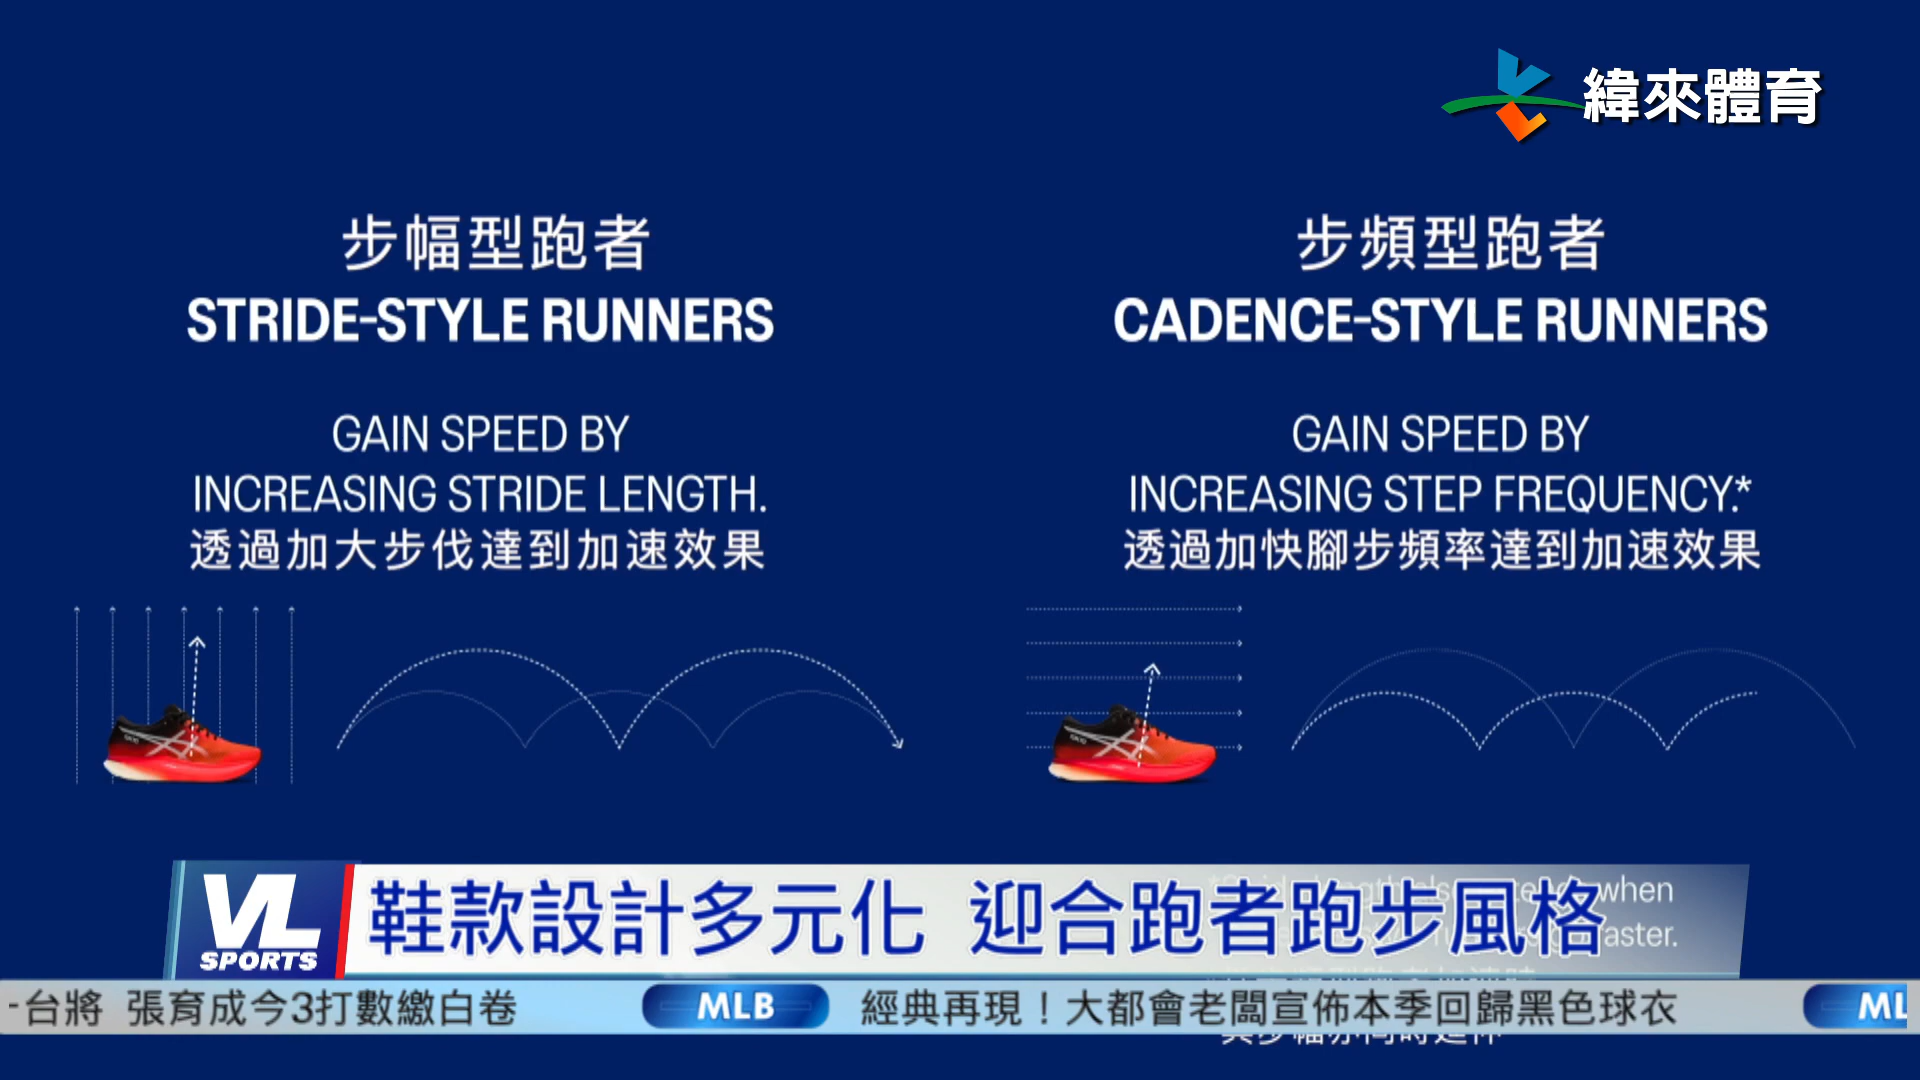 緯來體育
步幅型跑者
STRIDE-STYLE RUNNERS
GAIN SPEED BY
INCREASING STRIDE LENGTH.
透過加大步伐達到加速效果
步頻型跑者
CADENCE-STYLE RUNNERS
GAIN SPEED BY
INCREASING STEP FREQUENCY.*
透過加快腳步頻率達到加速效果
when
faster.
VL
SPORTS
鞋款設計多元化 迎合跑者跑步風格
-台將 張育成今3打數繳白卷 MLB 經典再現！大都會老闆宣佈本季回歸黑色球衣 ML